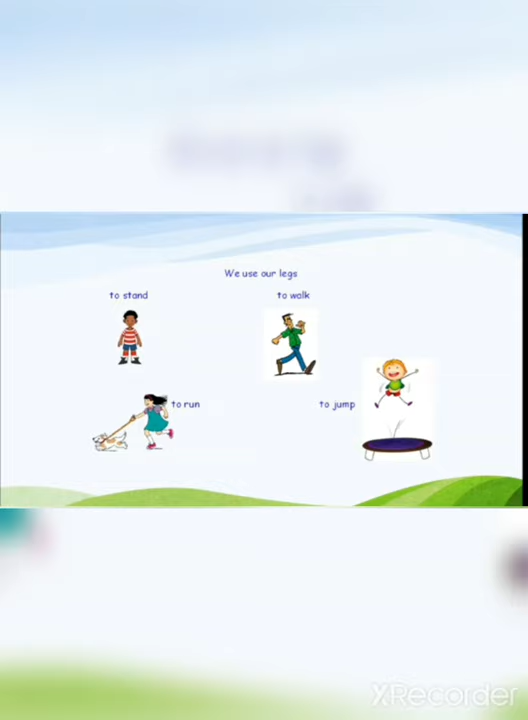 We use our legs
to stand
to walk
to run
to jump
XRecorder